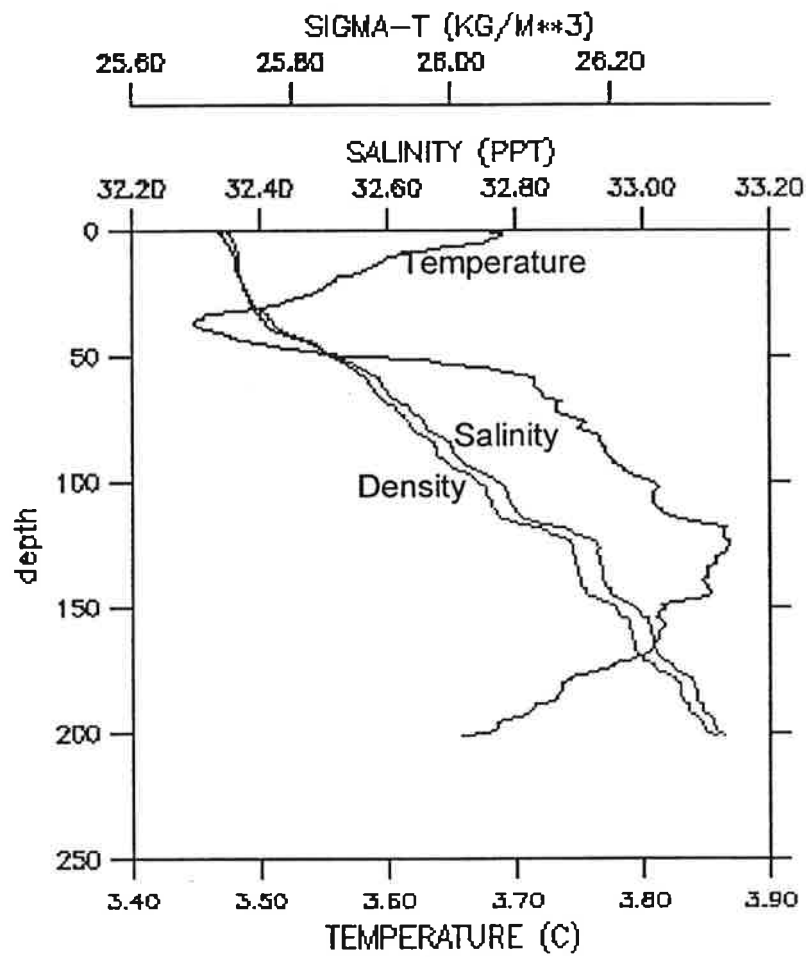 SIGMA-T (KG/M**3)
25.60 25.80 26.00 26.20
SALINITY (PPT)
32.20 32.40 32.60 32.80 33.00 33.20
0
Temperature
50
Salinity
Density
100
depth
150
200
250
3.40 3.50 3.60 3.70 3.80 3.90
TEMPERATURE (C)